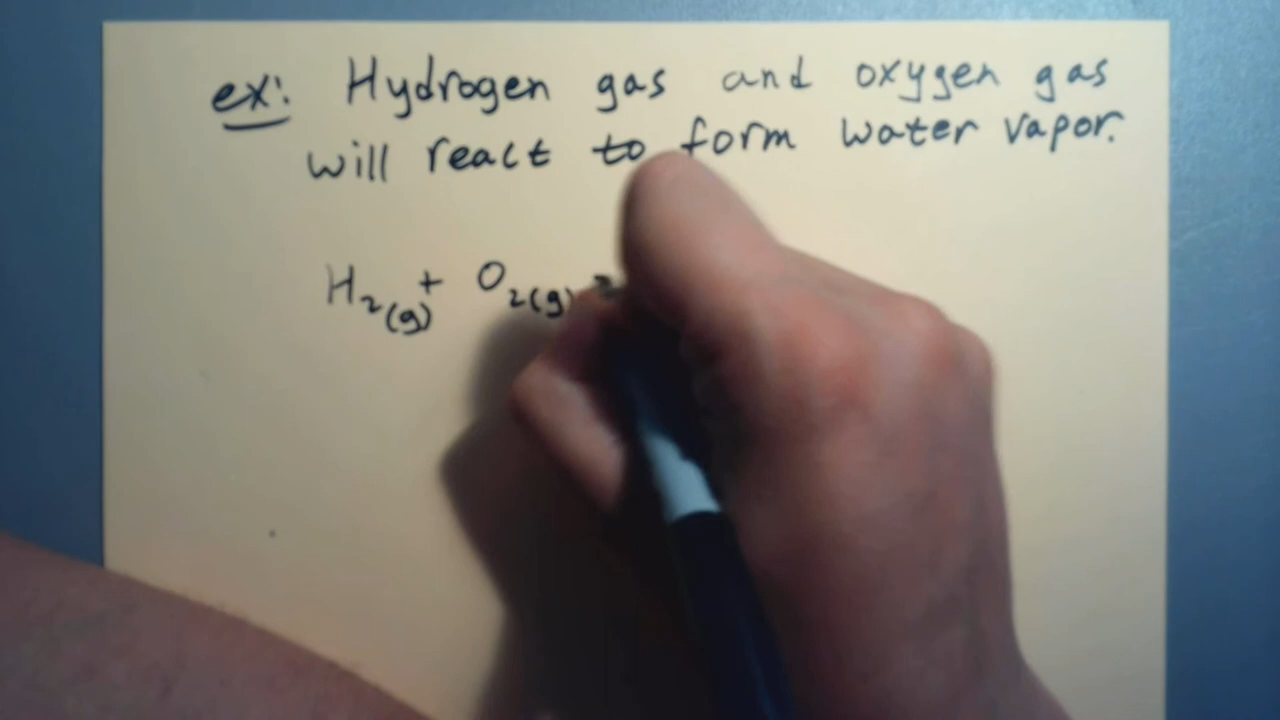 ex: Hydrogen gas and oxygen gas
will react to form water vapor.
H₂(g) + O₂(g)